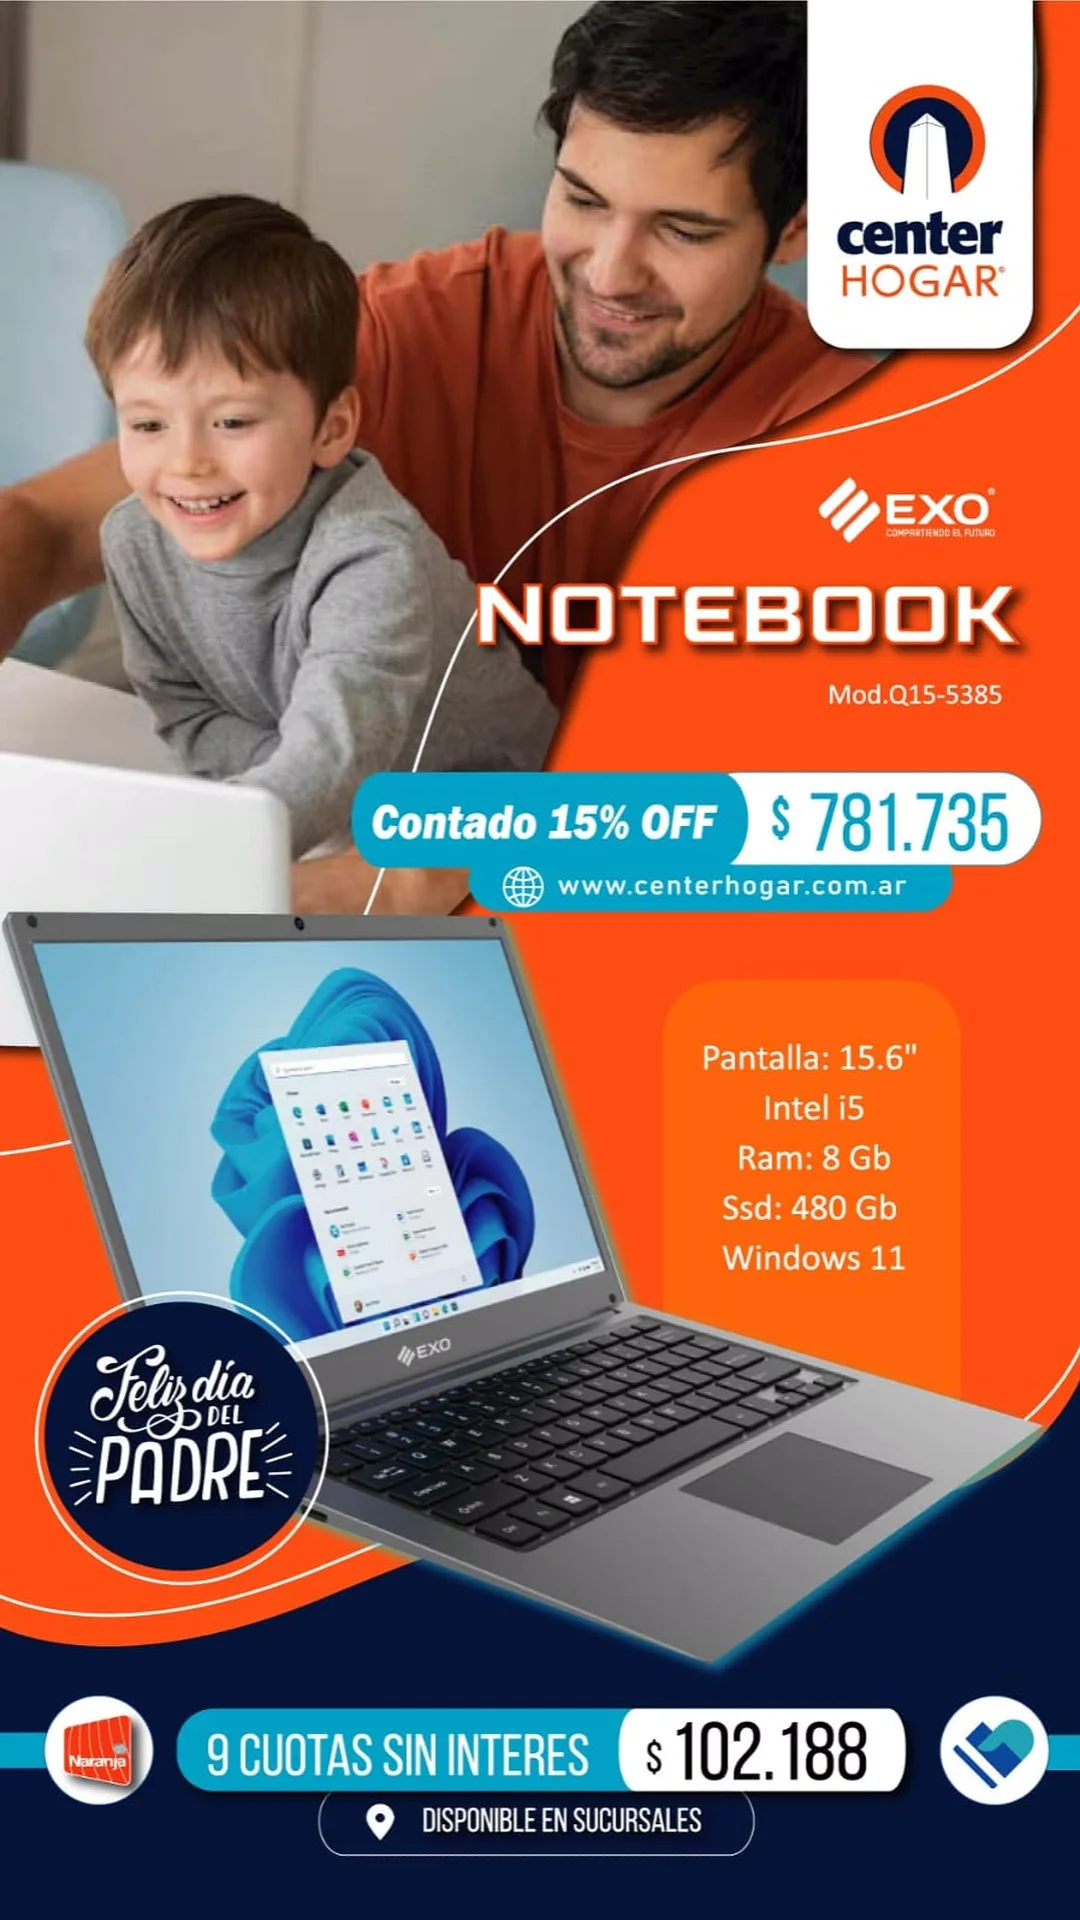 center
HOGAR®
EXO®
COMPARTIENDO EL FUTURO
NOTEBOOK
Mod.Q15-5385
Contado 15% OFF $ 781.735
www.centerhogar.com.ar
Pantalla: 15.6"
Intel i5
Ram: 8 Gb
Ssd: 480 Gb
Windows 11
EXO
Feliz día
DEL
PADRE
Naranja
9 CUOTAS SIN INTERES $ 102.188
DISPONIBLE EN SUCURSALES